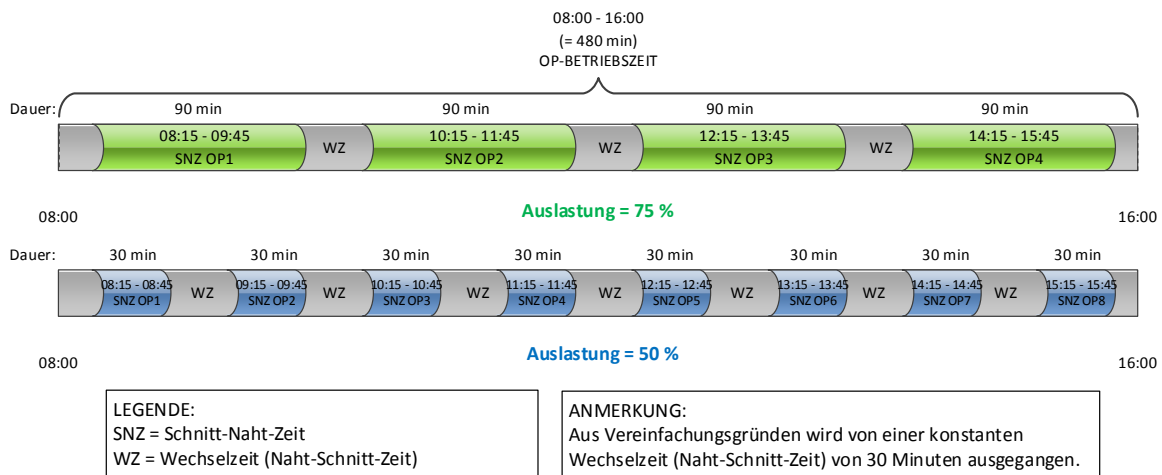 08:00 - 16:00
(= 480 min)
OP-BETRIEBSZEIT
Dauer: 90 min 90 min 90 min 90 min
08:15 - 09:45 10:15 - 11:45 12:15 - 13:45 14:15 - 15:45
SNZ OP1 WZ SNZ OP2 WZ SNZ OP3 WZ SNZ OP4
Auslastung = 75 %
08:00 16:00
Dauer: 30 min 30 min 30 min 30 min 30 min 30 min 30 min 30 min
08:15 - 08:45 09:15 - 09:45 10:15 - 10:45 11:15 - 11:45 12:15 - 12:45 13:15 - 13:45 14:15 - 14:45 15:15 - 15:45
SNZ OP1 WZ SNZ OP2 WZ SNZ OP3 WZ SNZ OP4 WZ SNZ OP5 WZ SNZ OP6 WZ SNZ OP7 WZ SNZ OP8
Auslastung = 50 %
08:00 16:00
LEGENDE:
SNZ = Schnitt-Naht-Zeit
WZ = Wechselzeit (Naht-Schnitt-Zeit)
ANMERKUNG:
Aus Vereinfachungsgründen wird von einer konstanten
Wechselzeit (Naht-Schnitt-Zeit) von 30 Minuten ausgegangen.